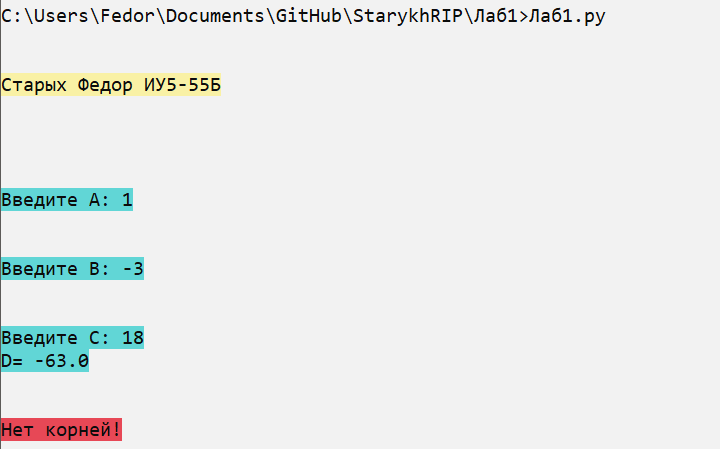 C:\Users\Fedor\Documents\GitHub\StarykhRIP\Лаб1>Лаб1.py
Старых Федор ИУ5-55Б
Введите A: 1
Введите B: -3
Введите C: 18
D= -63.0
Нет корней!